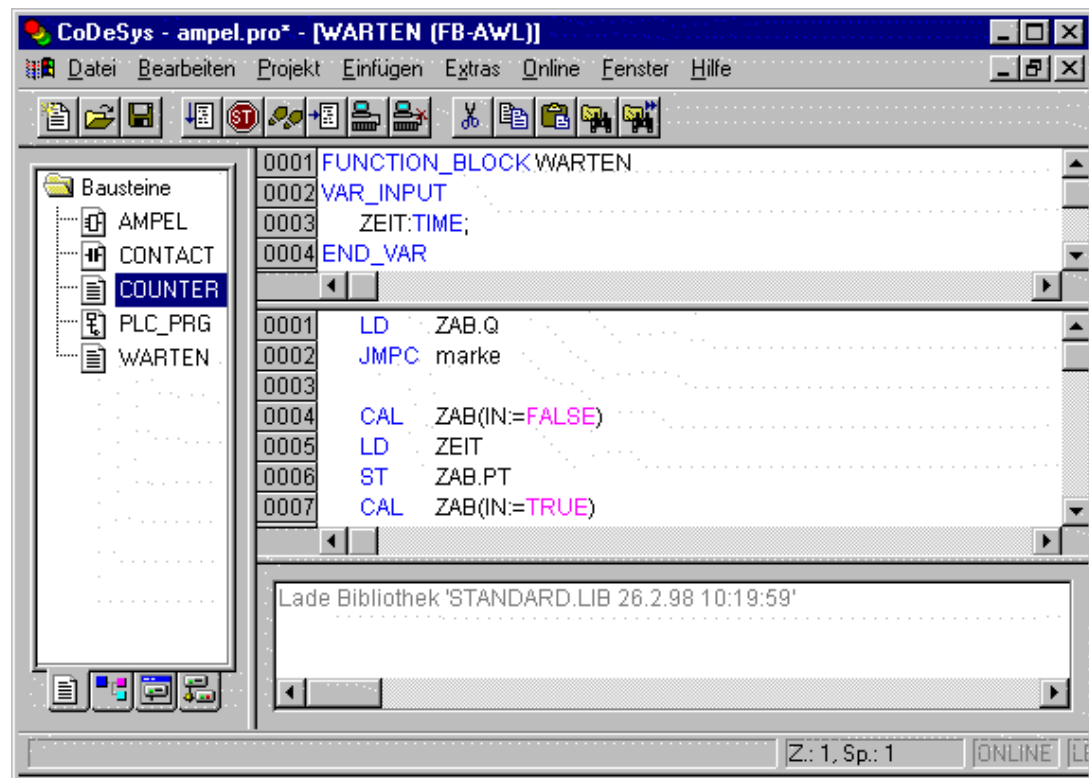 CoDeSys - ampel.pro* - [WARTEN (FB-AWL)]
Datei Bearbeiten Projekt Einfügen Extras Online Fenster Hilfe
ST
Bausteine
AMPEL
CONTACT
COUNTER
PLC_PRG
WARTEN
0001 FUNCTION_BLOCK WARTEN
0002 VAR_INPUT
0003 ZEIT:TIME;
0004 END_VAR
0001 LD ZAB.Q
0002 JMPC marke
0003
0004 CAL ZAB(IN:=FALSE)
0005 LD ZEIT
0006 ST ZAB.PT
0007 CAL ZAB(IN:=TRUE)
Lade Bibliothek 'STANDARD.LIB 26.2.98 10:19:59'
Z.: 1, Sp.: 1 ONLINE